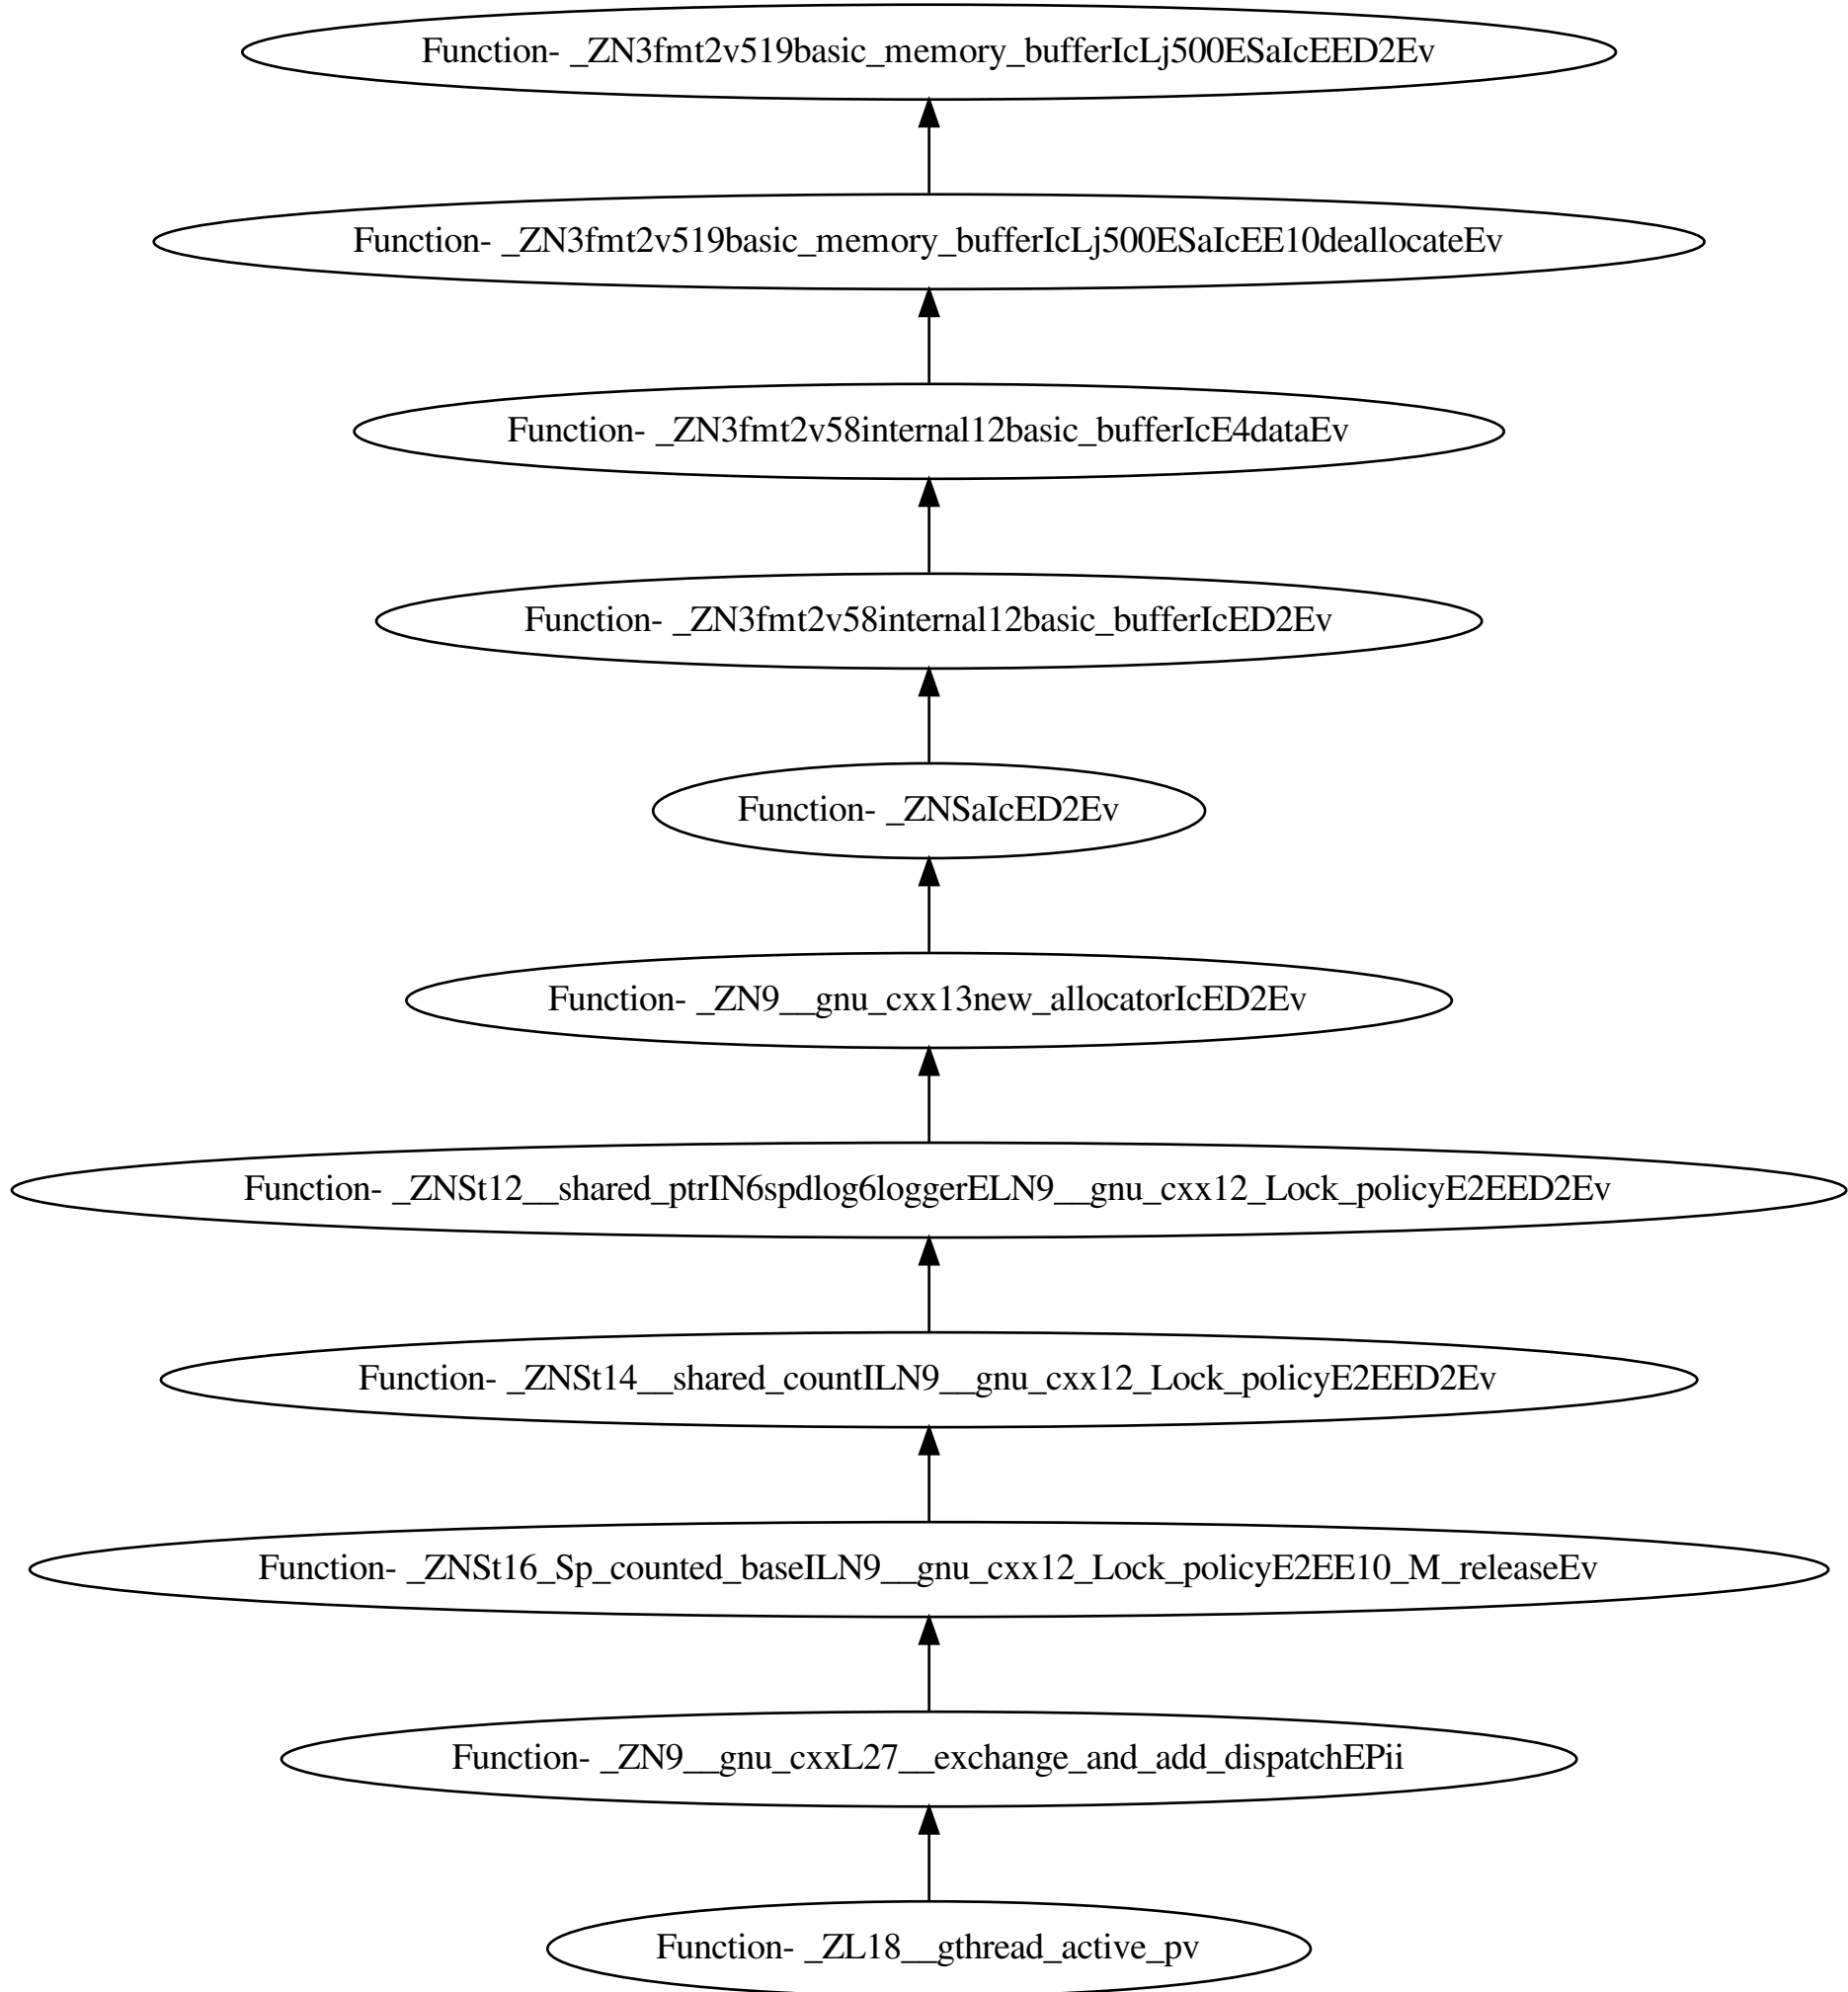 Function- _ZN3fmt2v519basic_memory_bufferIcLj500ESaIcEED2Ev
Function- _ZN3fmt2v519basic_memory_bufferIcLj500ESaIcEE10deallocateEv
Function- _ZN3fmt2v58internal12basic_bufferIcE4dataEv
Function- _ZN3fmt2v58internal12basic_bufferIcED2Ev
Function- _ZNSaIcED2Ev
Function- _ZN9__gnu_cxx13new_allocatorIcED2Ev
Function- _ZNSt12__shared_ptrIN6spdlog6loggerELN9__gnu_cxx12_Lock_policyE2EED2Ev
Function- _ZNSt14__shared_countILN9__gnu_cxx12_Lock_policyE2EED2Ev
Function- _ZNSt16_Sp_counted_baseILN9__gnu_cxx12_Lock_policyE2EE10_M_releaseEv
Function- _ZN9__gnu_cxxL27__exchange_and_add_dispatchEPii
Function- _ZL18__gthread_active_pv